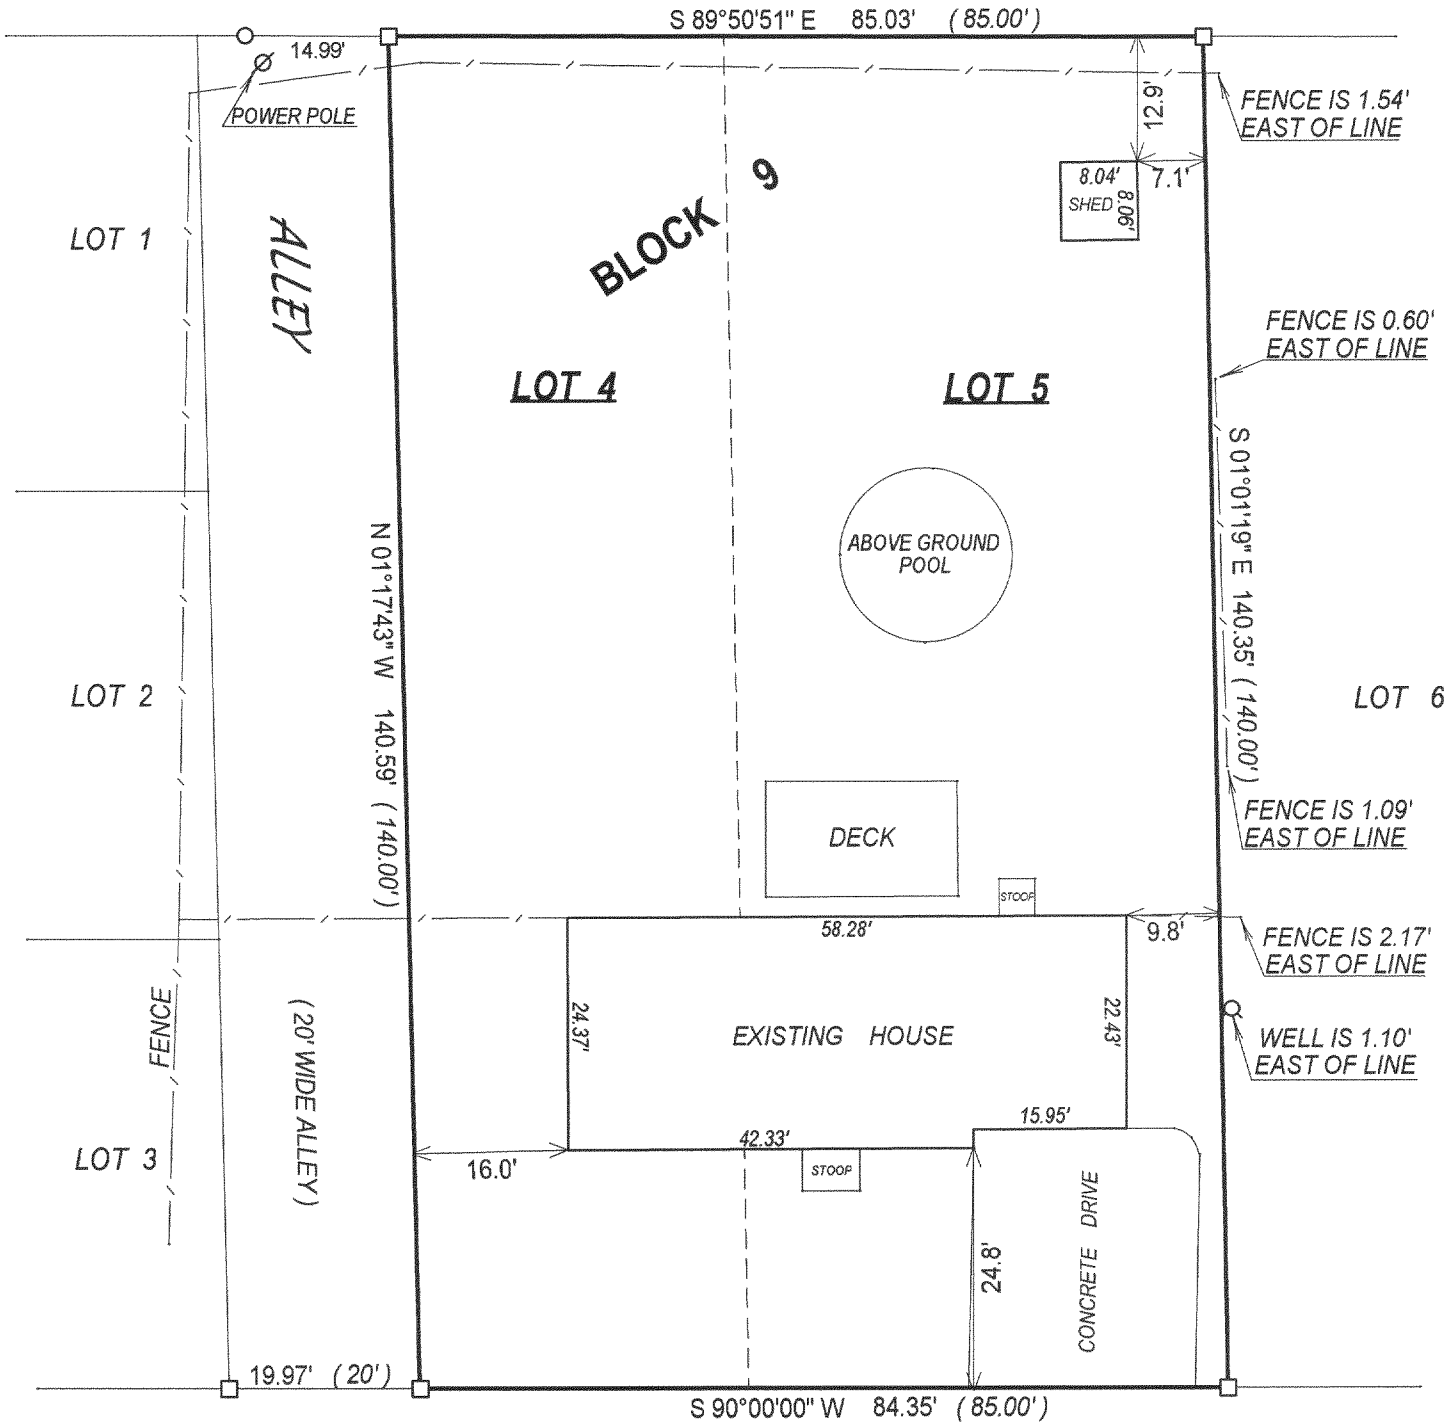 S 89°50'51" E 85.03' (85.00')
14.99'
POWER POLE
12.9'
FENCE IS 1.54'
EAST OF LINE
BLOCK 9
8.04'
SHED
8.06'
7.1'
LOT 1
ALLEY
FENCE IS 0.60'
EAST OF LINE
LOT 4
LOT 5
S 01°01'19" E 140.35' (140.00')
N 01°17'43" W 140.59' (140.00')
ABOVE GROUND
POOL
LOT 2
LOT 6
DECK
FENCE IS 1.09'
EAST OF LINE
STOOP
58.28'
9.8'
FENCE IS 2.17'
EAST OF LINE
FENCE
(20' WIDE ALLEY)
24.37'
EXISTING HOUSE
22.43'
WELL IS 1.10'
EAST OF LINE
15.95'
42.33'
LOT 3
16.0'
STOOP
CONCRETE DRIVE
24.8'
19.97' (20')
S 90°00'00" W 84.35' (85.00')